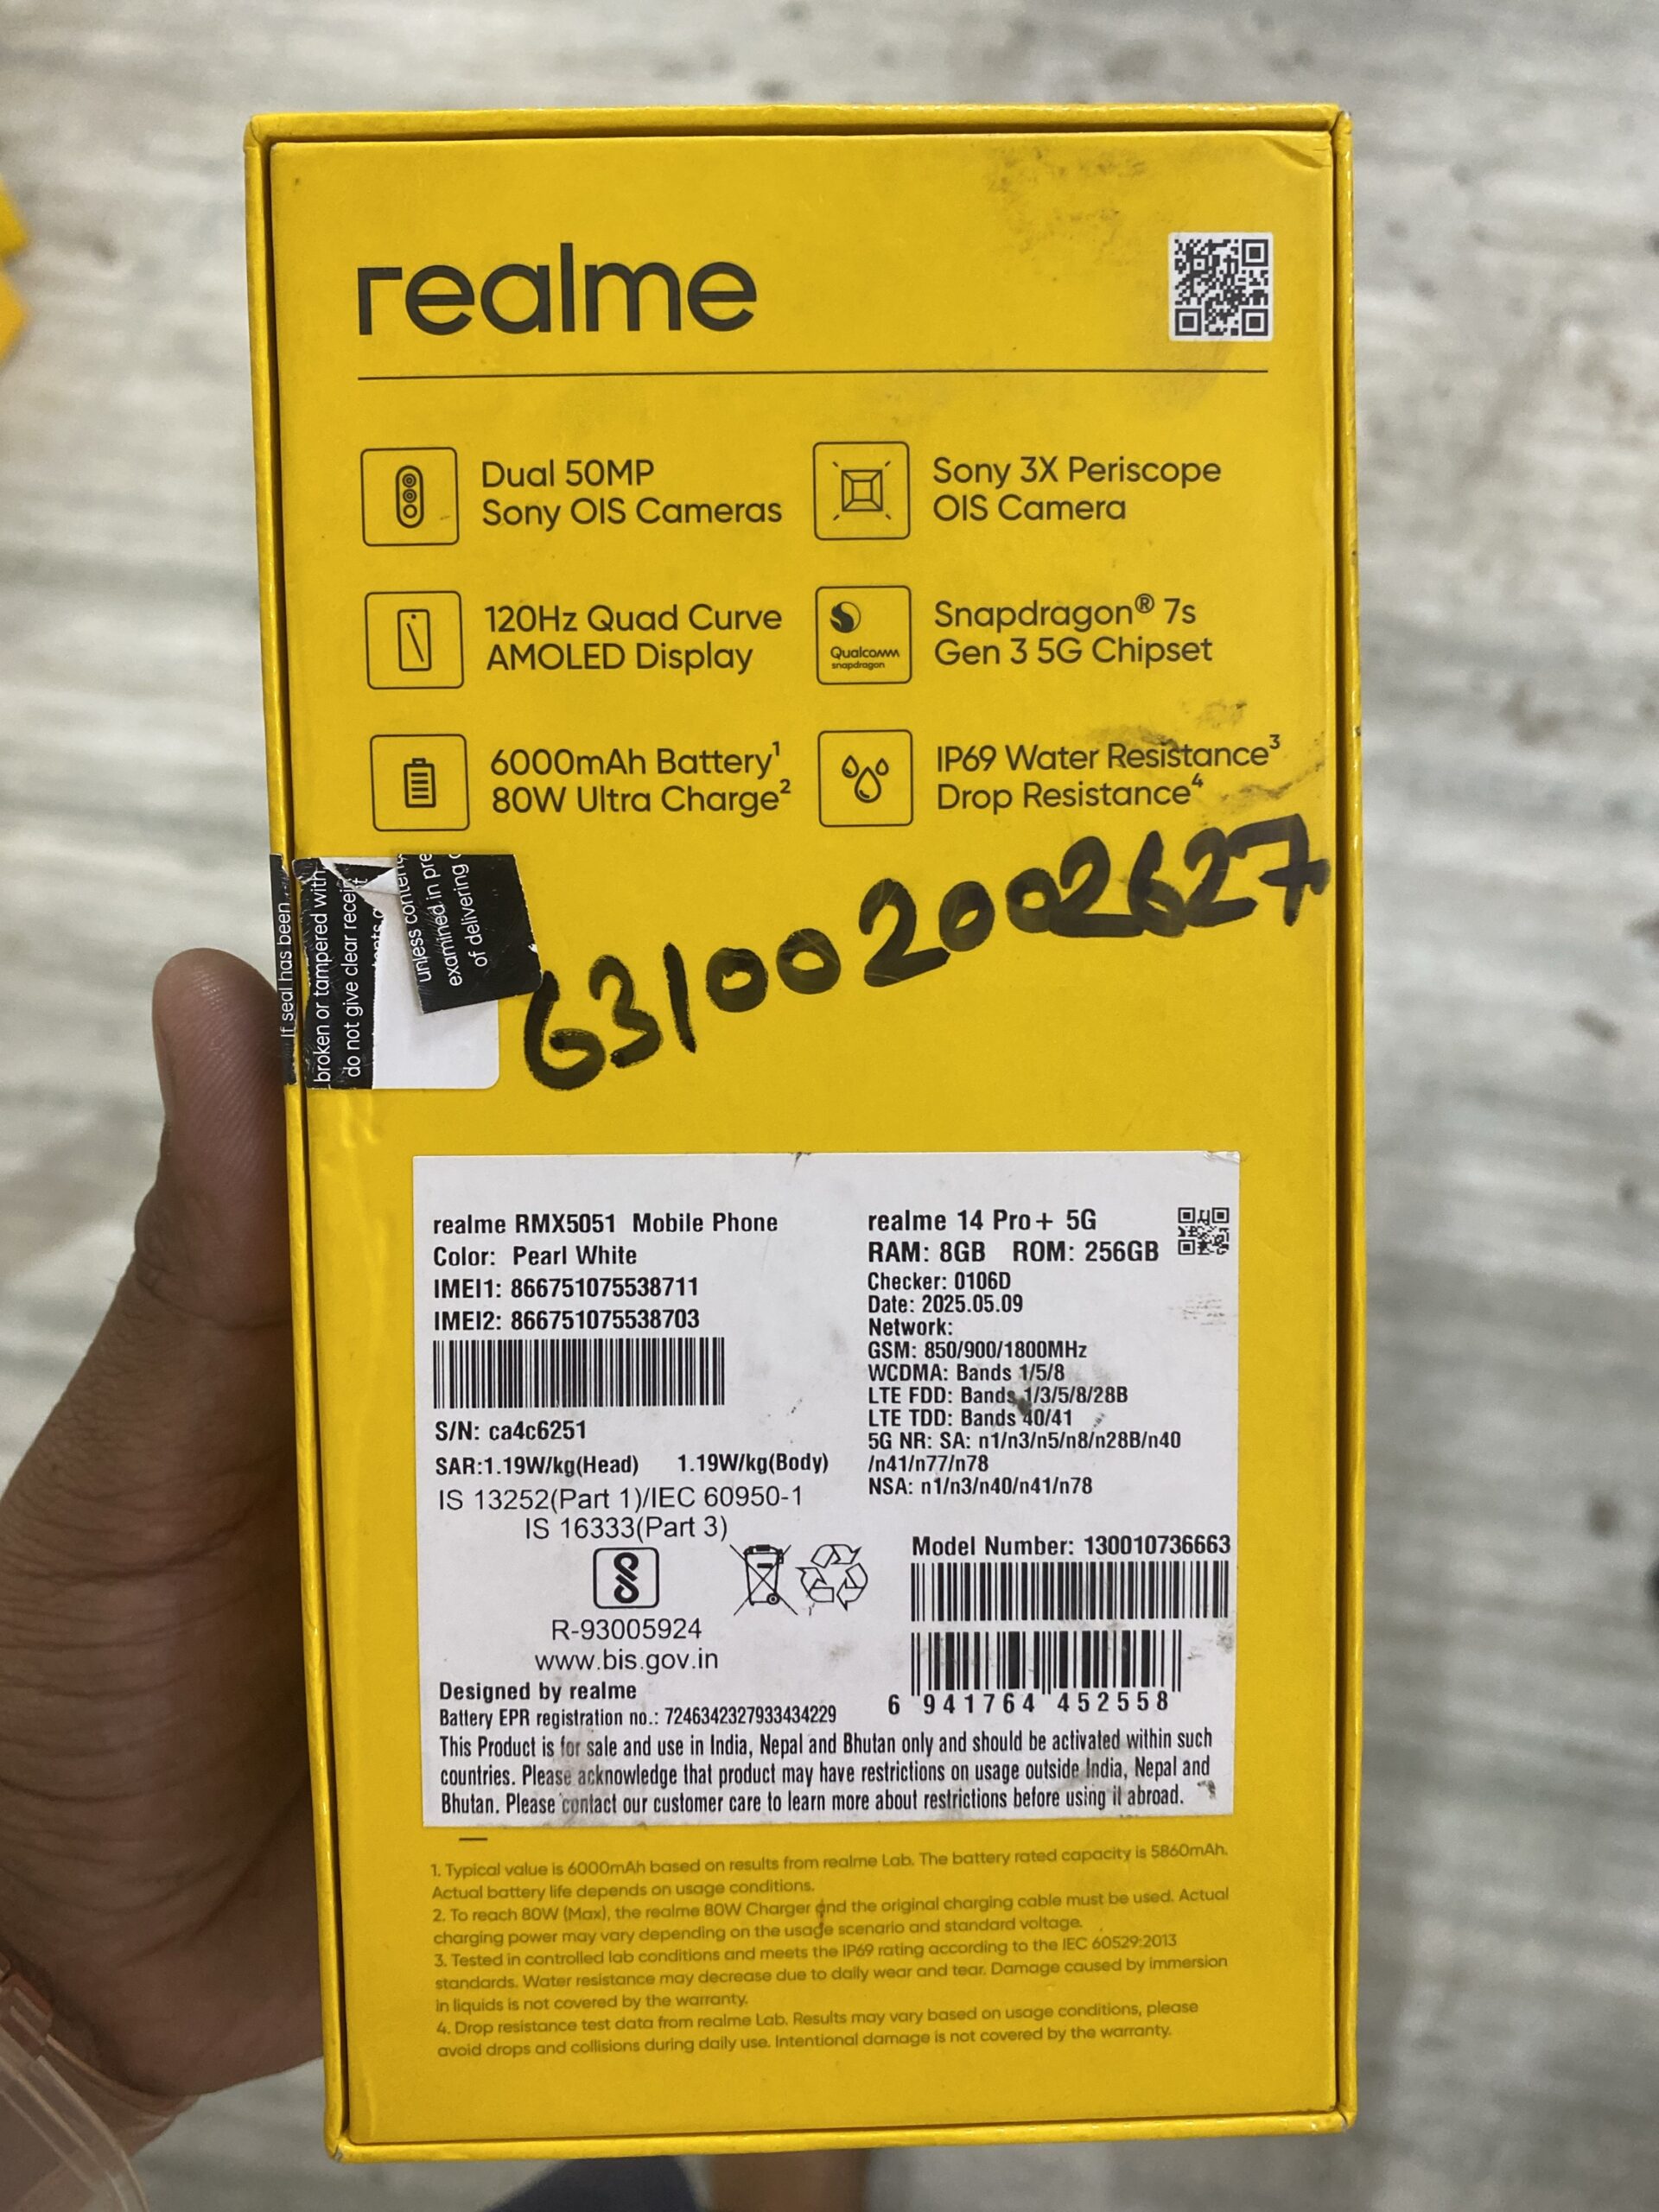 realme
Dual 50MP
Sony OIS Cameras
Sony 3X Periscope
OIS Camera
120Hz Quad Curve
AMOLED Display
Qualcomm
snapdragon
Snapdragon® 7s
Gen 3 5G Chipset
6000mAh Battery¹
80W Ultra Charge²
IP69 Water Resistance³
Drop Resistance⁴
If seal has been
broken or tampered with
do not give clear receipt
unless
examined in
of delivering
631002002627
realme RMX5051 Mobile Phone
Color: Pearl White
IMEI1: 866751075538711
IMEI2: 866751075538703
S/N: ca4c6251
SAR:1.19W/kg(Head) 1.19W/kg(Body)
IS 13252(Part 1)/IEC 60950-1
IS 16333(Part 3)
R-93005924
www.bis.gov.in
Designed by realme
Battery EPR registration no.: 7246342327933434229
realme 14 Pro+ 5G
RAM: 8GB ROM: 256GB
Checker: 0106D
Date: 2025.05.09
Network:
GSM: 850/900/1800MHz
WCDMA: Bands 1/5/8
LTE FDD: Bands 1/3/5/8/28B
LTE TDD: Bands 40/41
5G NR: SA: n1/n3/n5/n8/n28B/n40
/n41/n77/n78
NSA: n1/n3/n40/n41/n78
Model Number: 130010736663
6 941764 452558
This Product is for sale and use in India, Nepal and Bhutan only and should be activated within such
countries. Please acknowledge that product may have restrictions on usage outside India, Nepal and
Bhutan. Please contact our customer care to learn more about restrictions before using it abroad.
1. Typical value is 6000mAh based on results from realme Lab. The battery rated capacity is 5860mAh.
Actual battery life depends on usage conditions.
2. To reach 80W (Max), the realme 80W Charger and the original charging cable must be used. Actual
charging power may vary depending on the usage scenario and standard voltage.
3. Tested in controlled lab conditions and meets the IP69 rating according to the IEC 60529:2013
standards. Water resistance may decrease due to daily wear and tear. Damage caused by immersion
in liquids is not covered by the warranty.
4. Drop resistance test data from realme Lab. Results may vary based on usage conditions, please
avoid drops and collisions during daily use. Intentional damage is not covered by the warranty.